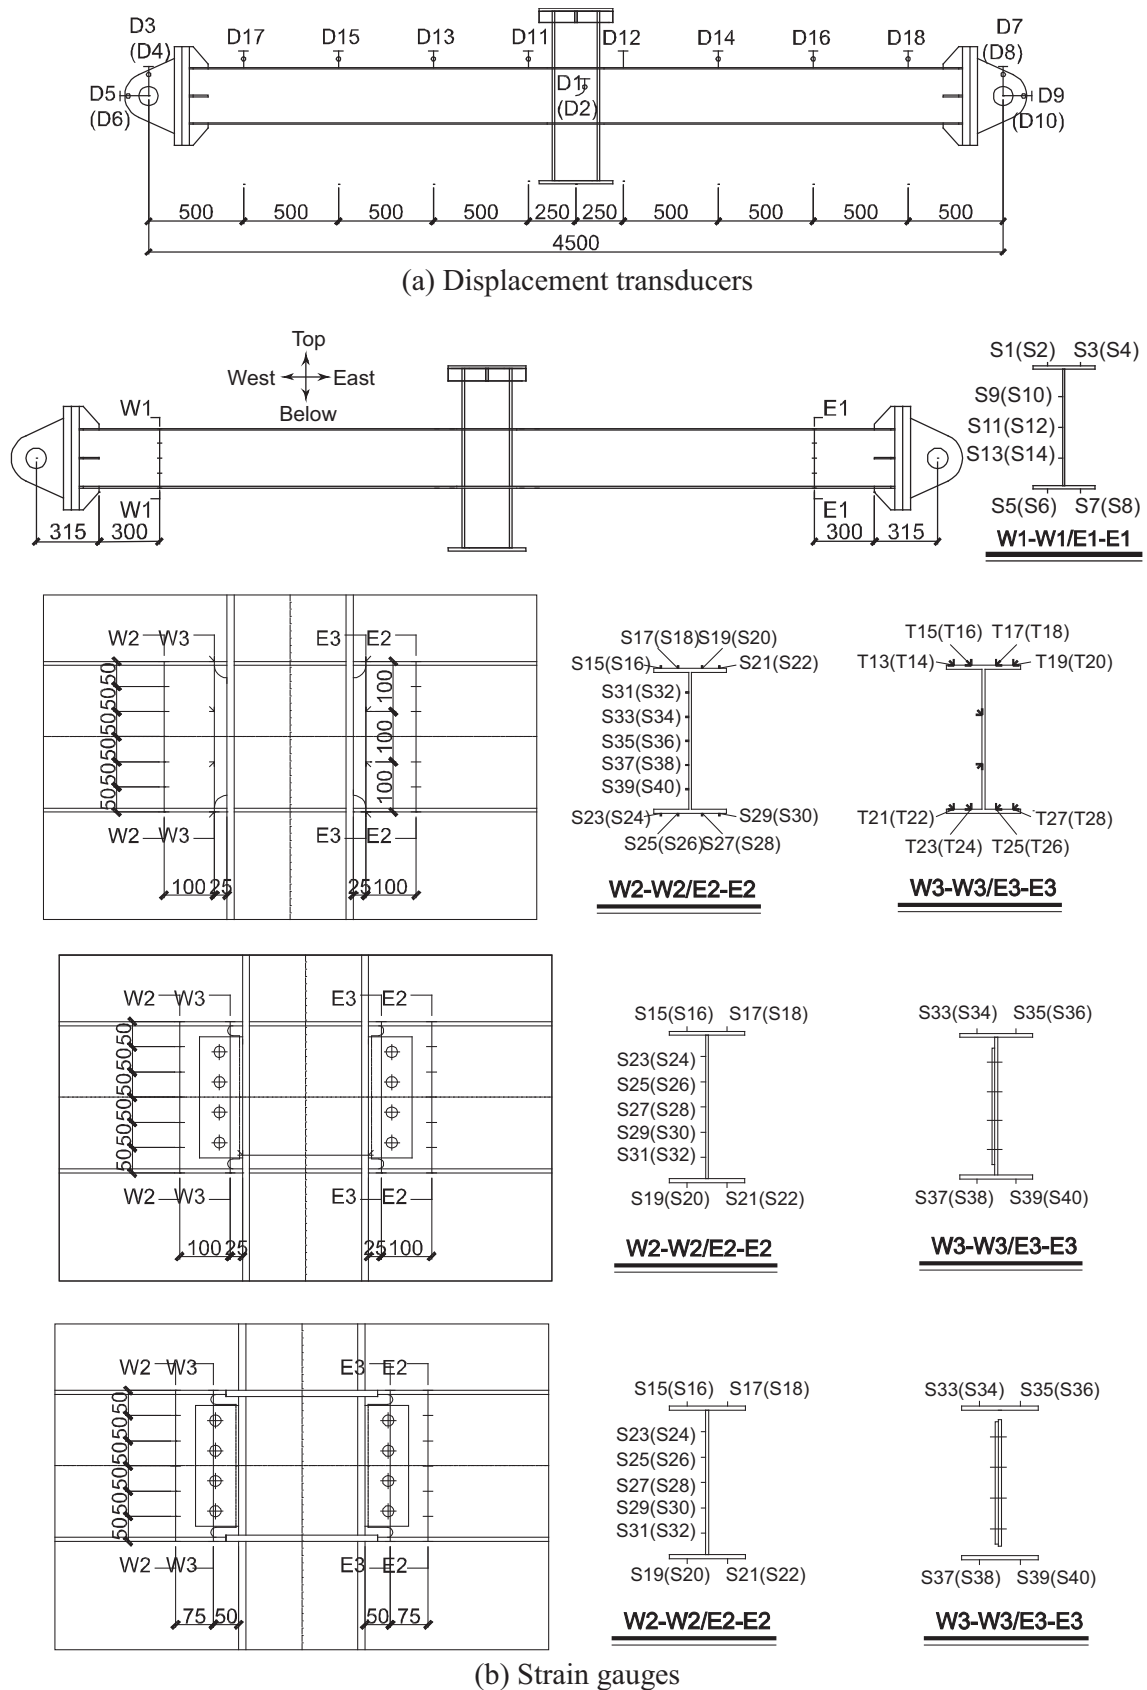 D3
(D4)
D17
D15
D13
D11
D12
D14
D16
D18
D7
(D8)
D5
(D6)
D1
(D2)
D9
(D10)
500 500 500 500 250 250 500 500 500 500
4500
(a) Displacement transducers
Top
West East
Below
W1
E1
W1
E1
315 300
300 315
S1(S2) S3(S4)
S9(S10)
S11(S12)
S13(S14)
S5(S6) S7(S8)
W1-W1/E1-E1
W2 W3 E3 E2
50 50 50 50 50 50
100 100 100
W2 W3 E3 E2
100 25 25 100
S17(S18) S19(S20)
S15(S16) S21(S22)
S31(S32)
S33(S34)
S35(S36)
S37(S38)
S39(S40)
S23(S24) S29(S30)
S25(S26) S27(S28)
W2-W2/E2-E2
T15(T16) T17(T18)
T13(T14) T19(T20)
T21(T22) T27(T28)
T23(T24) T25(T26)
W3-W3/E3-E3
W2 W3 E3 E2
50 50 50 50 50 50
W2 W3 E3 E2
100 25 25 100
S15(S16) S17(S18)
S23(S24)
S25(S26)
S27(S28)
S29(S30)
S31(S32)
S19(S20) S21(S22)
W2-W2/E2-E2
S33(S34) S35(S36)
S37(S38) S39(S40)
W3-W3/E3-E3
W2 W3 E3 E2
50 50 50 50 50 50
W2 W3 E3 E2
75 50 50 75
S15(S16) S17(S18)
S23(S24)
S25(S26)
S27(S28)
S29(S30)
S31(S32)
S19(S20) S21(S22)
W2-W2/E2-E2
S33(S34) S35(S36)
S37(S38) S39(S40)
W3-W3/E3-E3
(b) Strain gauges